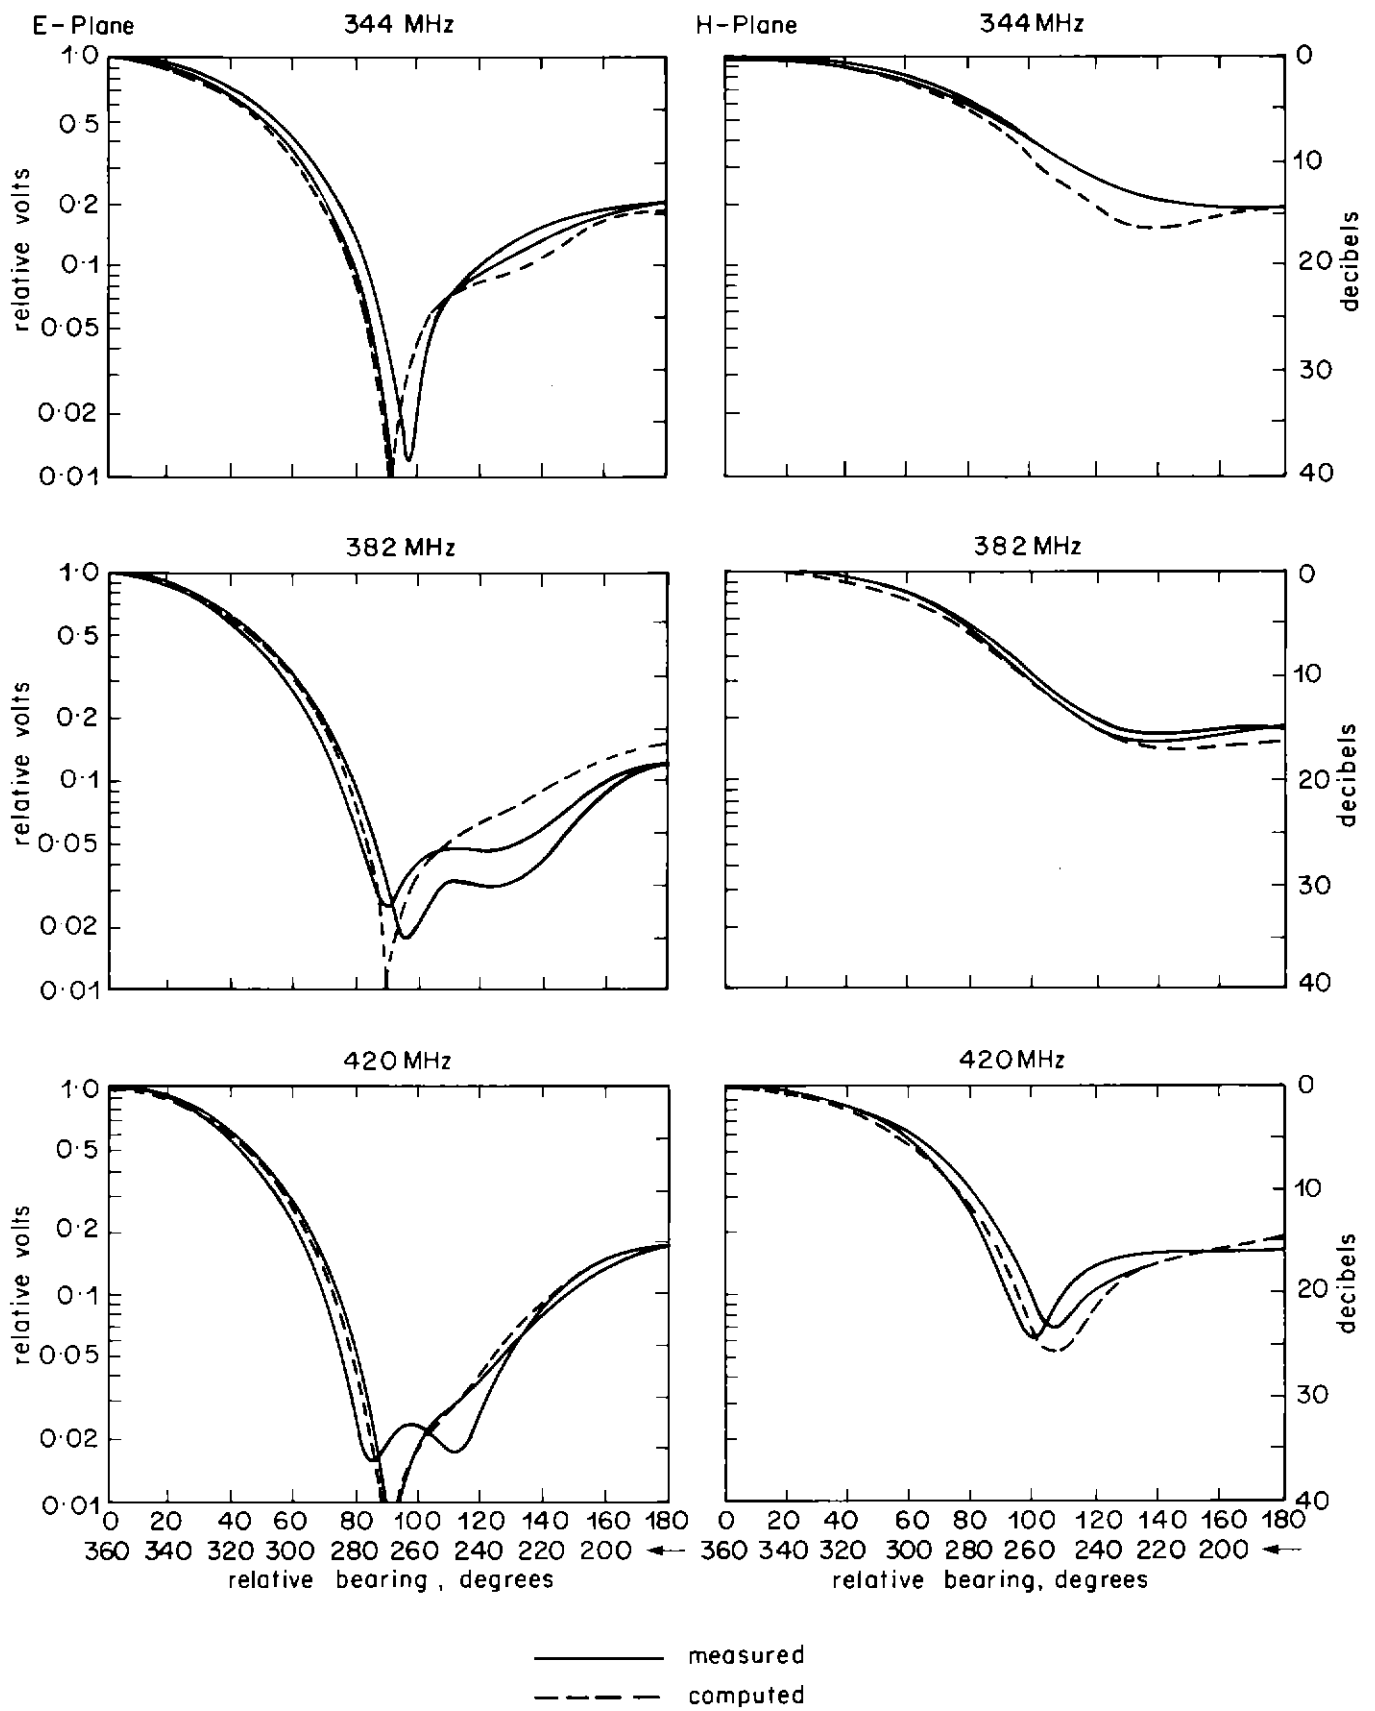 E-Plane 344 MHz H-Plane 344 MHz
1·0
0·5
0·2
0·1
0·05
0·02
0·01
relative volts
0
10
20
30
40
decibels
382 MHz 382 MHz
1·0
0·5
0·2
0·1
0·05
0·02
0·01
relative volts
0
10
20
30
40
decibels
420 MHz 420 MHz
1·0
0·5
0·2
0·1
0·05
0·02
0·01
relative volts
0
10
20
30
40
decibels
0 20 40 60 80 100 120 140 160 180 0 20 40 60 80 100 120 140 160 180
360 340 320 300 280 260 240 220 200 ← 360 340 320 300 280 260 240 220 200 ←
relative bearing, degrees relative bearing, degrees
measured
computed